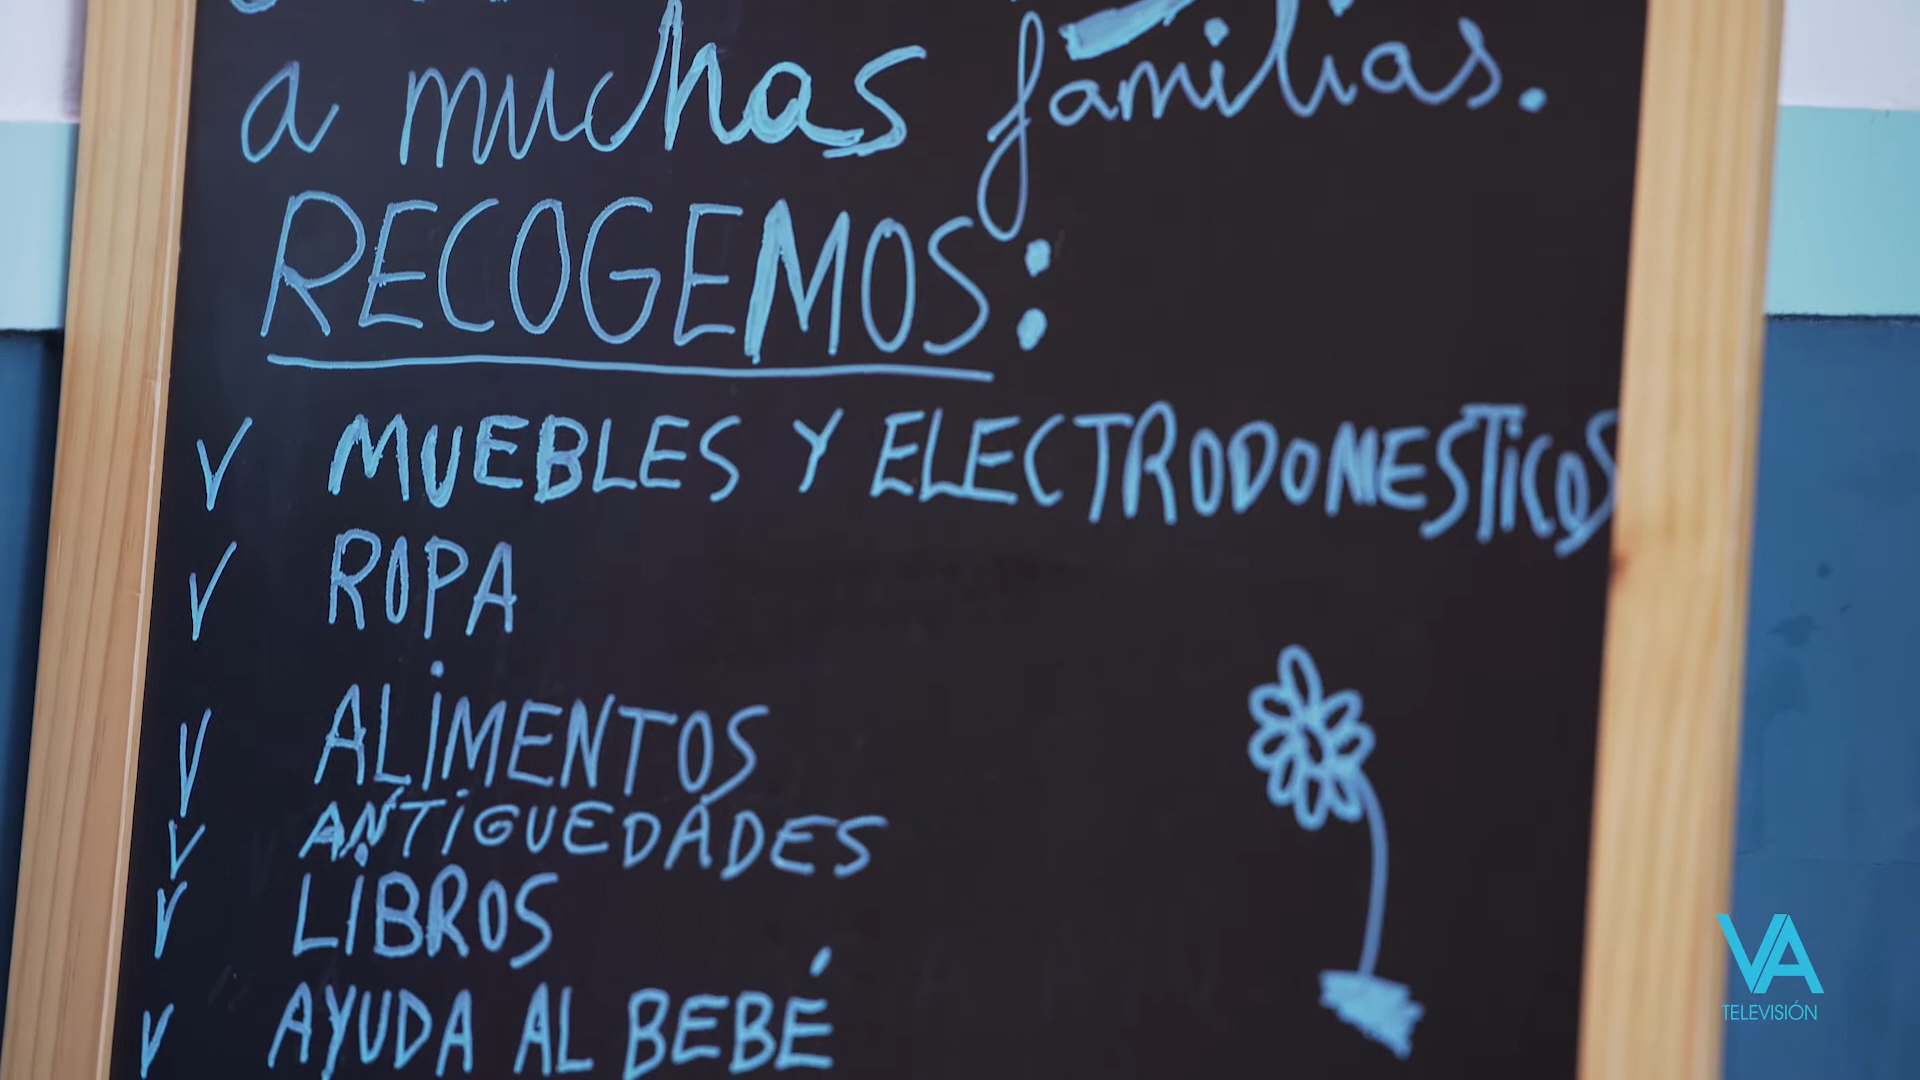 a muchas familias.
RECOGEMOS:
MUEBLES Y ELECTRODOMESTICOS
ROPA
ALIMENTOS
ANTIGUEDADES
LIBROS
AYUDA AL BEBÉ
VA
TELEVISIÓN